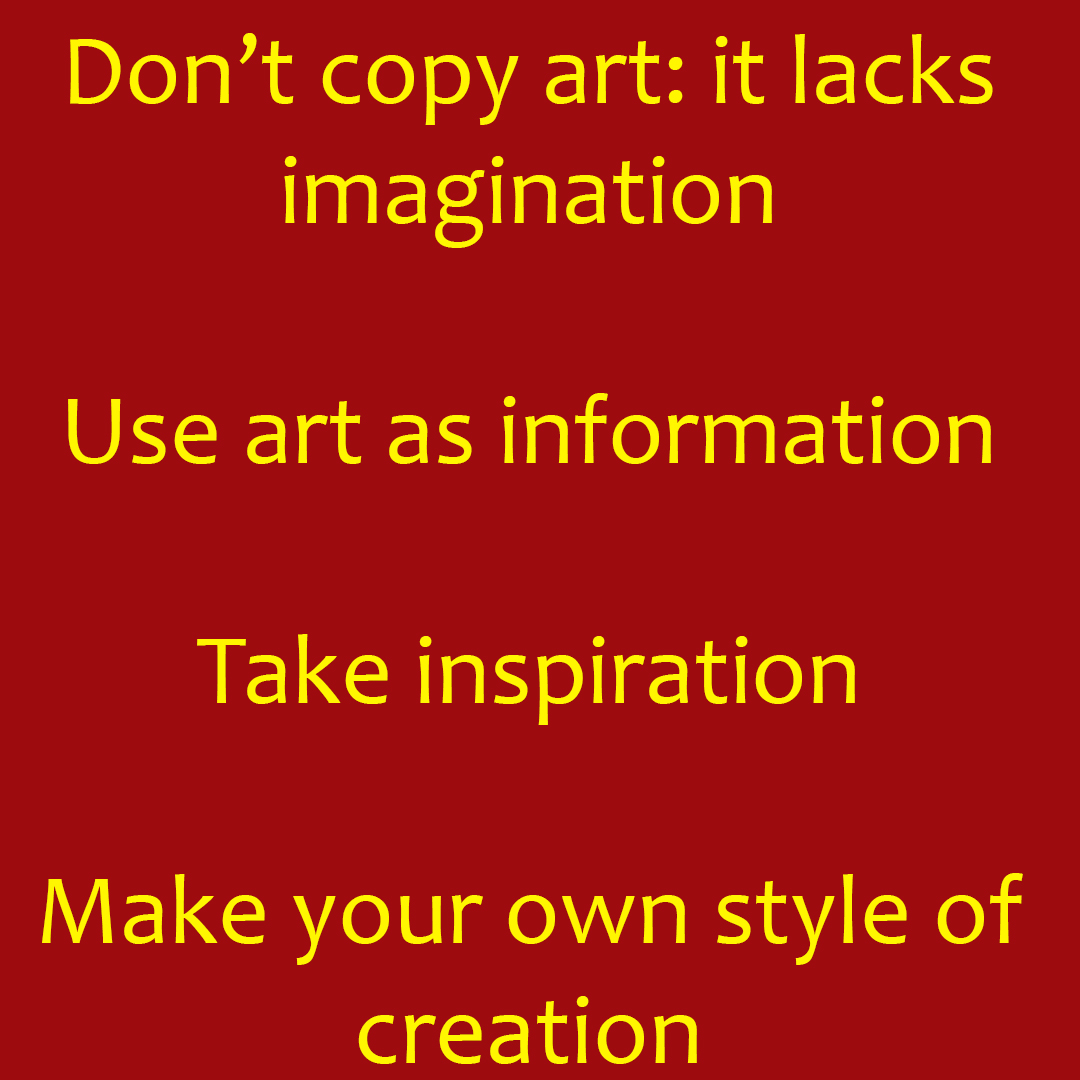 Don’t copy art: it lacks
imagination
Use art as information
Take inspiration
Make your own style of
creation